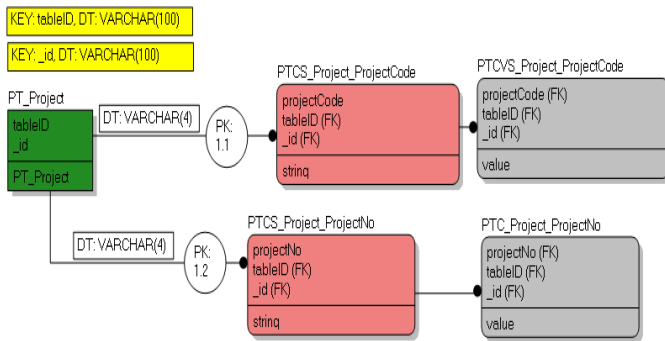 KEY: tableID, DT: VARCHAR(100)
KEY: _id, DT: VARCHAR(100)
PT_Project
tableID
_id
PT_Project
DT: VARCHAR(4)
PK:
1.1
PTCS_Project_ProjectCode
projectCode
tableID (FK)
_id (FK)
string
PTCVS_Project_ProjectCode
projectCode (FK)
tableID (FK)
_id (FK)
value
DT: VARCHAR(4)
PK:
1.2
PTCS_Project_ProjectNo
projectNo
tableID (FK)
_id (FK)
string
PTC_Project_ProjectNo
projectNo (FK)
tableID (FK)
_id (FK)
value